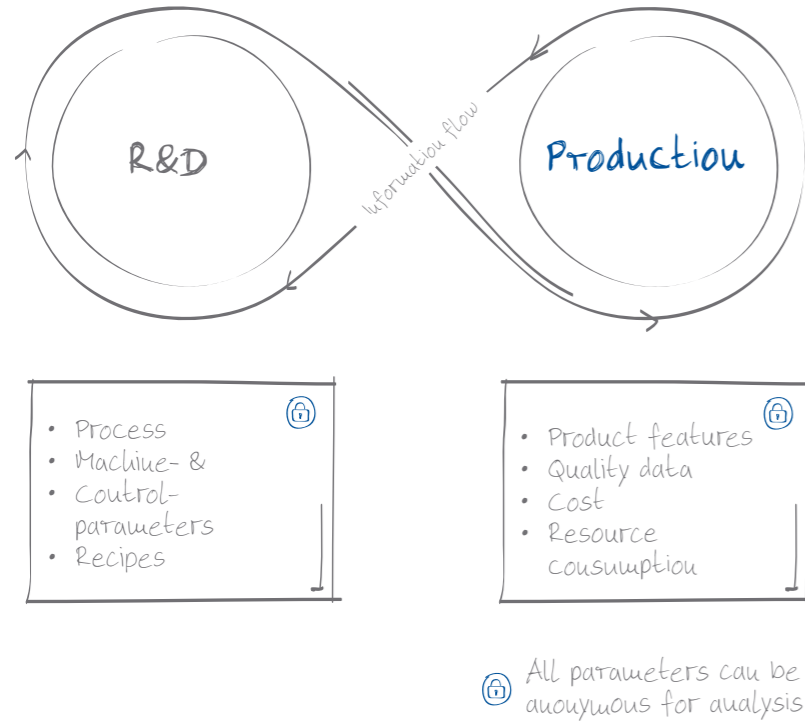 R&D
Information flow
Production
• Process
• Machine- &
• Control-
parameters
• Recipes
• Product features
• Quality data
• Cost
• Resource
consumption
All parameters can be
anonymous for analysis